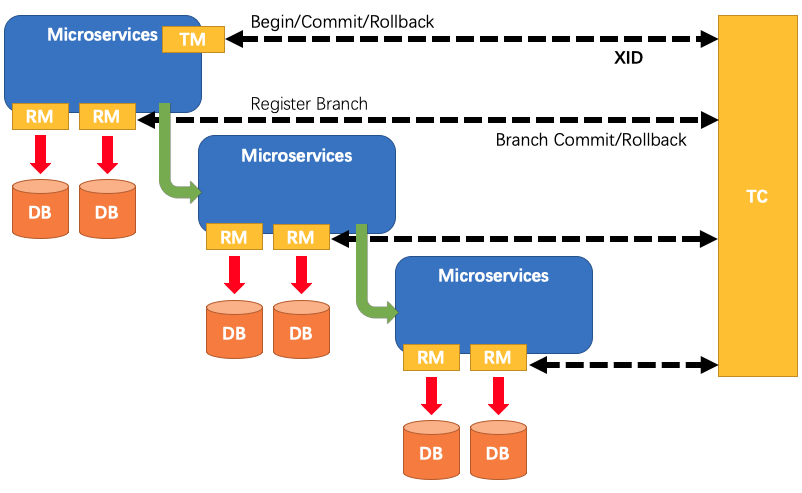 Begin/Commit/Rollback
Microservices
TM
XID
Register Branch
RM
RM
Branch Commit/Rollback
Microservices
TC
DB
DB
RM
RM
Microservices
DB
DB
RM
RM
DB
DB